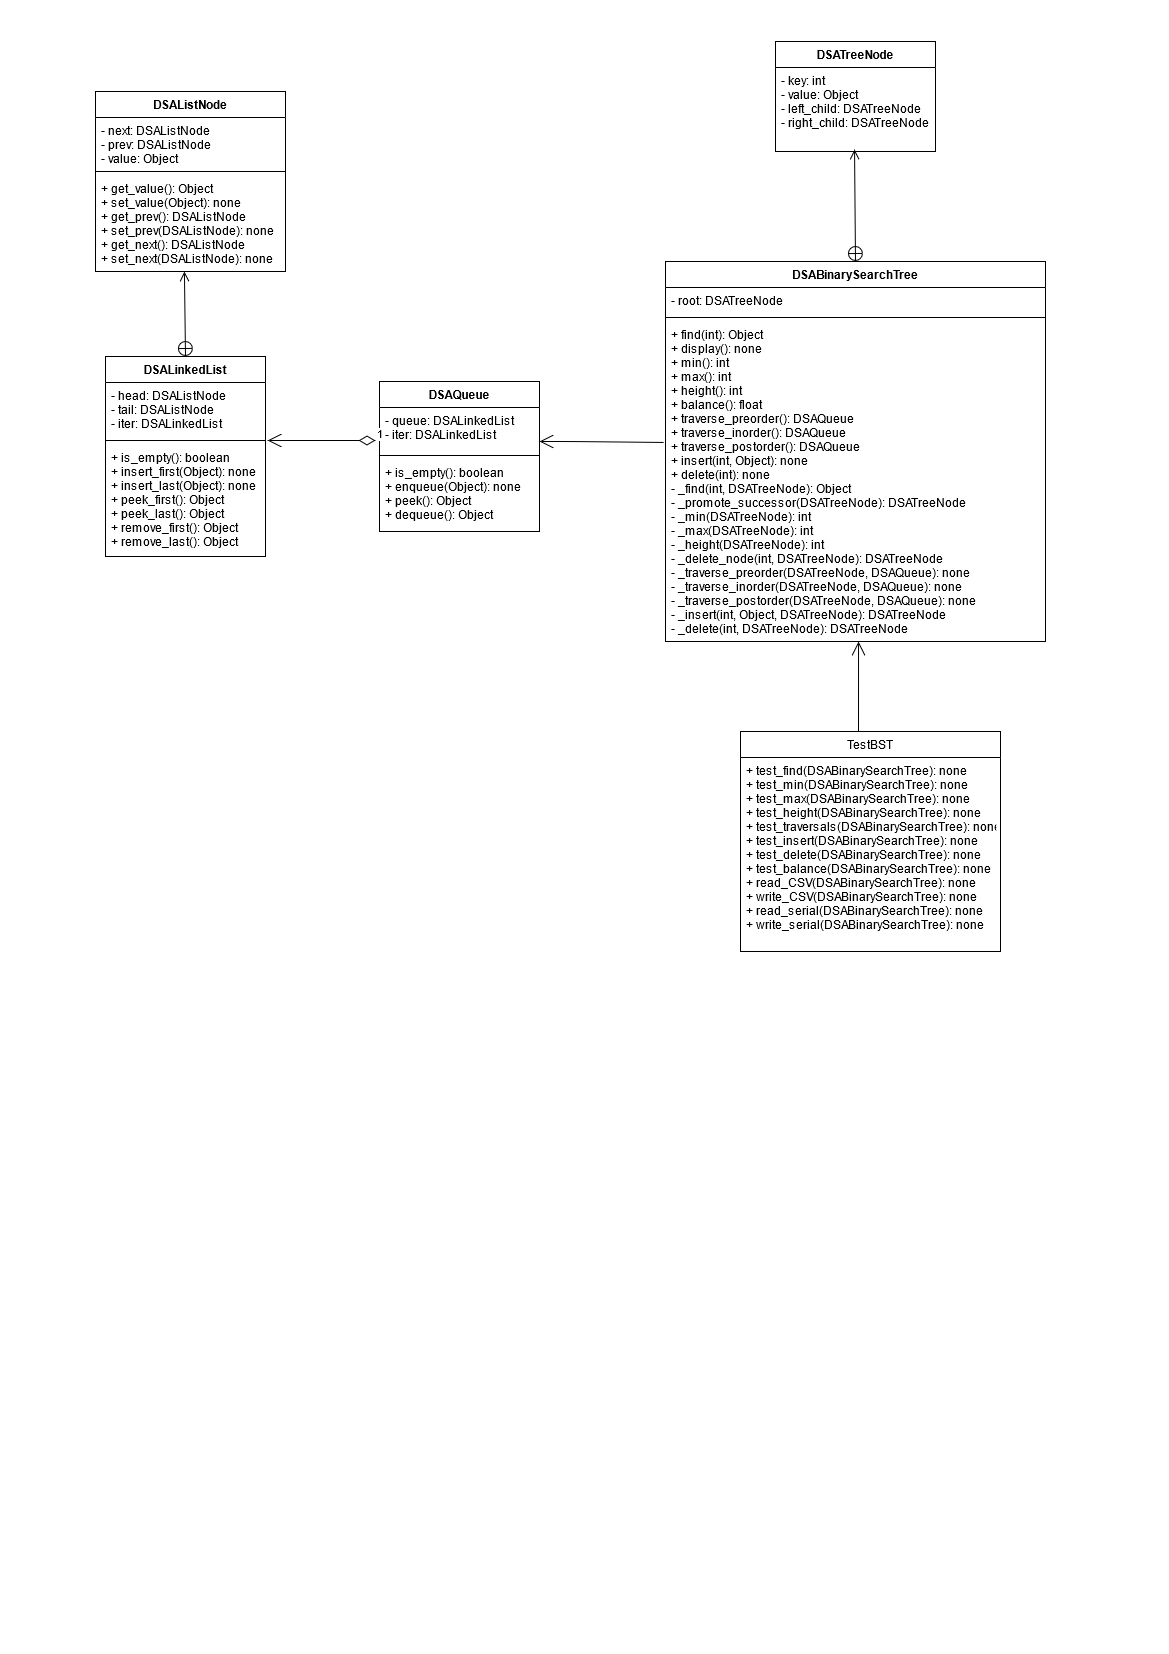 DSAListNode
- next: DSAListNode
- prev: DSAListNode
- value: Object
+ get_value(): Object
+ set_value(Object): none
+ get_prev(): DSAListNode
+ set_prev(DSAListNode): none
+ get_next(): DSAListNode
+ set_next(DSAListNode): none
DSALinkedList
- head: DSAListNode
- tail: DSAListNode
- iter: DSALinkedList
+ is_empty(): boolean
+ insert_first(Object): none
+ insert_last(Object): none
+ peek_first(): Object
+ peek_last(): Object
+ remove_first(): Object
+ remove_last(): Object
1
DSAQueue
- queue: DSALinkedList
- iter: DSALinkedList
+ is_empty(): boolean
+ enqueue(Object): none
+ peek(): Object
+ dequeue(): Object
DSATreeNode
- key: int
- value: Object
- left_child: DSATreeNode
- right_child: DSATreeNode
DSABinarySearchTree
- root: DSATreeNode
+ find(int): Object
+ display(): none
+ min(): int
+ max(): int
+ height(): int
+ balance(): float
+ traverse_preorder(): DSAQueue
+ traverse_inorder(): DSAQueue
+ traverse_postorder(): DSAQueue
+ insert(int, Object): none
+ delete(int): none
- _find(int, DSATreeNode): Object
- _promote_successor(DSATreeNode): DSATreeNode
- _min(DSATreeNode): int
- _max(DSATreeNode): int
- _height(DSATreeNode): int
- _delete_node(int, DSATreeNode): DSATreeNode
- _traverse_preorder(DSATreeNode, DSAQueue): none
- _traverse_inorder(DSATreeNode, DSAQueue): none
- _traverse_postorder(DSATreeNode, DSAQueue): none
- _insert(int, Object, DSATreeNode): DSATreeNode
- _delete(int, DSATreeNode): DSATreeNode
TestBST
+ test_find(DSABinarySearchTree): none
+ test_min(DSABinarySearchTree): none
+ test_max(DSABinarySearchTree): none
+ test_height(DSABinarySearchTree): none
+ test_traversals(DSABinarySearchTree): none
+ test_insert(DSABinarySearchTree): none
+ test_delete(DSABinarySearchTree): none
+ test_balance(DSABinarySearchTree): none
+ read_CSV(DSABinarySearchTree): none
+ write_CSV(DSABinarySearchTree): none
+ read_serial(DSABinarySearchTree): none
+ write_serial(DSABinarySearchTree): none